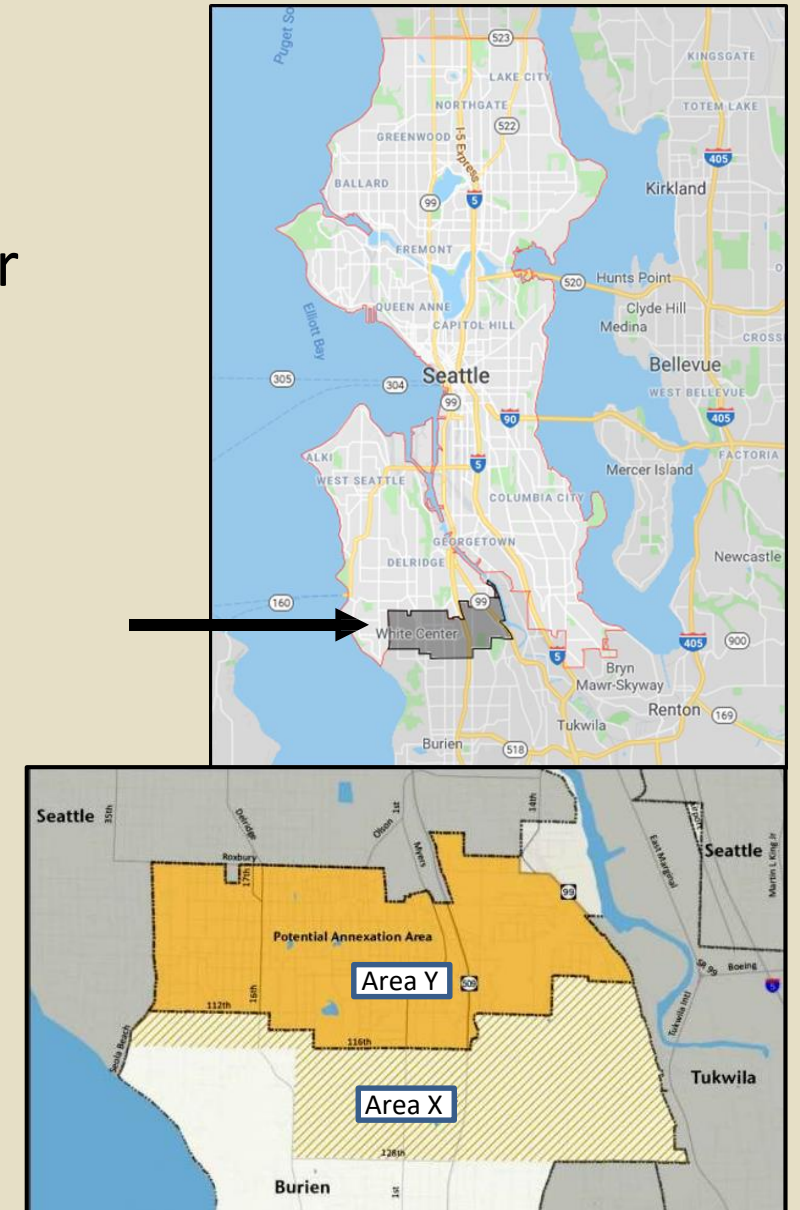 r
Puget So
523
KINGSGATE
LAKE CITY
NORTHGATE
TOTEM LAKE
522
GREENWOOD
I-5 Express
405
BALLARD
Kirkland
99
5
FREMONT
520
Hunts Point
Elliott Bay
QUEEN ANNE
Clyde Hill
CAPITOL HILL
Medina
CROSS
305
304
Seattle
Bellevue
WEST BELLEVUE
99
90
405
ALKI
5
Mercer Island
FACTORIA
WEST SEATTLE
COLUMBIA CITY
GEORGETOWN
DELRIDGE
Newcastle
160
99
White Center
5
405
900
Bryn
Mawr-Skyway
Renton
169
Tukwila
Burien
518
Seattle
35th
Delridge
Olson
1st
Myers
14th
East Marginal
Airport
Seattle
Martin L King Jr
Roxbury
17th
99
Potential Annexation Area
Area Y
509
SR 99
Boeing
5
112th
16th
Tukwila Intl
Seola Beach
116th
Tukwila
Area X
128th
Burien
1st